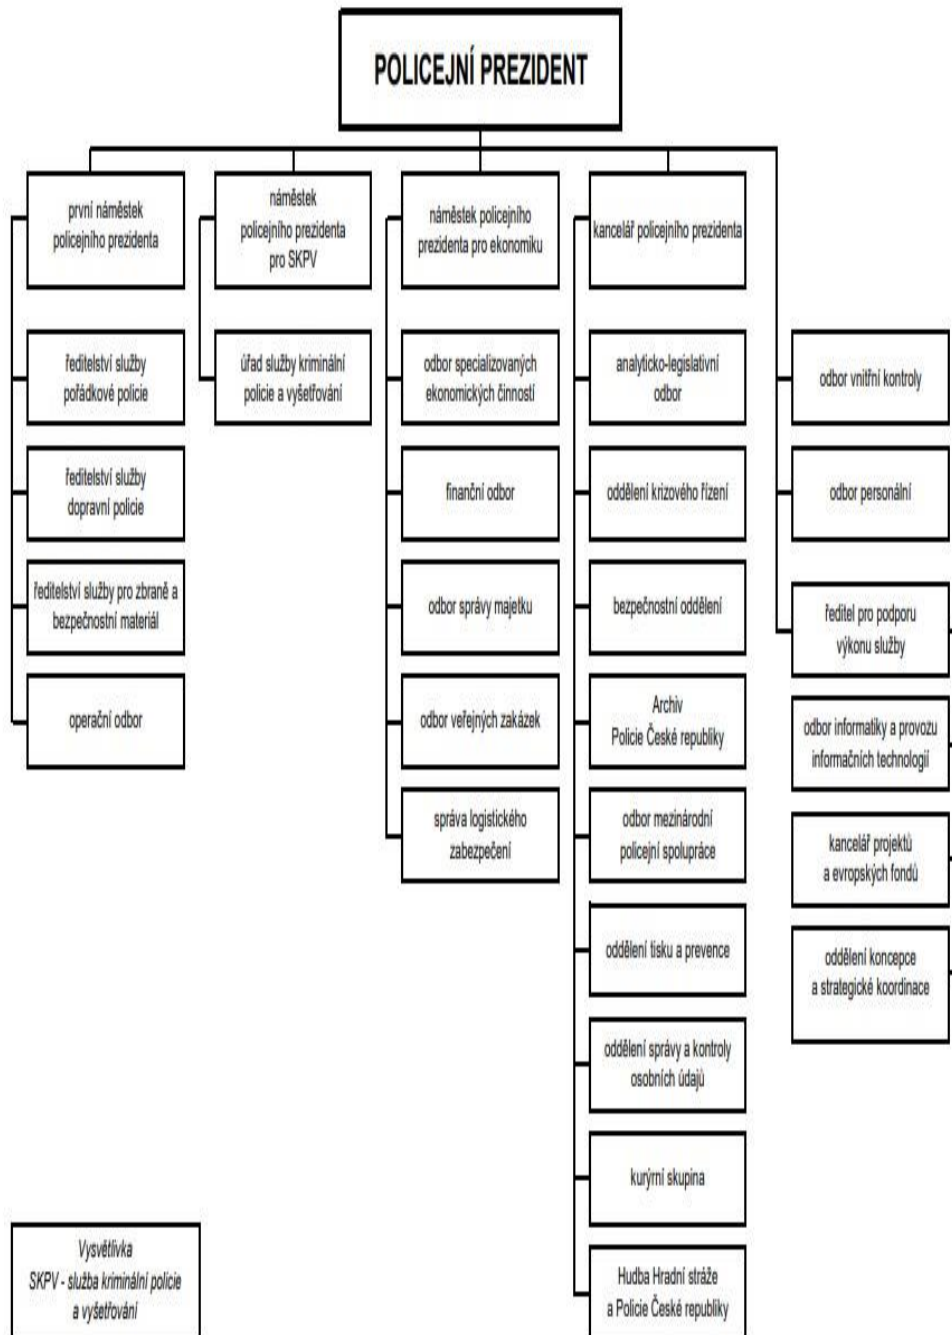 POLICEJNÍ PREZIDENT
první náměstek
policejního prezidenta
náměstek
policejního prezidenta
pro SKPV
náměstek policejního
prezidenta pro ekonomiku
kancelář policejního prezidenta
ředitelství služby
pořádkové policie
úřad služby kriminální
policie a vyšetřování
odbor specializovaných
ekonomických činností
analyticko-legislativní
odbor
odbor vnitřní kontroly
ředitelství služby
dopravní policie
finanční odbor
oddělení krizového řízení
odbor personální
ředitelství služby pro zbraně a
bezpečnostní materiál
odbor správy majetku
bezpečnostní oddělení
ředitel pro podporu
výkonu služby
operační odbor
odbor veřejných zakázek
Archiv
Policie České republiky
odbor informatiky a provozu
informačních technologií
správa logistického
zabezpečení
odbor mezinárodní
policejní spolupráce
kancelář projektů
a evropských fondů
oddělení tisku a prevence
oddělení koncepce
a strategické koordinace
oddělení správy a kontroly
osobních údajů
kurýrní skupina
Hudba Hradní stráže
a Policie České republiky
Vysvětlivka
SKPV - služba kriminální policie
a vyšetřování